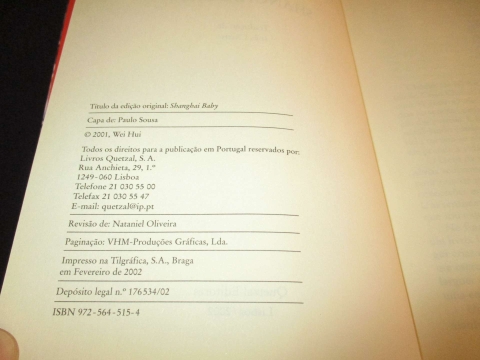 Título da edição original: Shanghai Baby
Capa de: Paulo Sousa
© 2001, Wei Hui
Todos os direitos para a publicação em Portugal reservados por:
Livros Quetzal, S. A.
Rua Anchieta, 29, 1.º
1249-060 Lisboa
Telefone 21 030 55 00
Telefax 21 030 55 47
E-mail: quetzal@ip.pt
Revisão de: Nataniel Oliveira
Paginação: VHM-Produções Gráficas, Lda.
Impresso na Tilgráfica, S.A., Braga
em Fevereiro de 2002
Depósito legal n.º 176534/02
ISBN 972-564-515-4